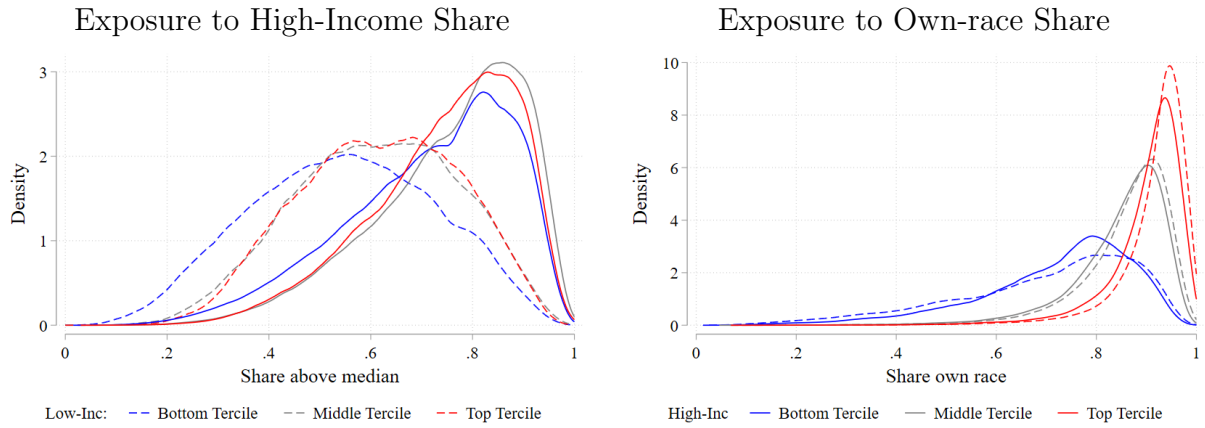 Exposure to High-Income Share
Density
3
2
1
0
0 .2 .4 .6 .8 1
Share above median
Low-Inc: Bottom Tercile Middle Tercile Top Tercile
Exposure to Own-race Share
Density
10
8
6
4
2
0
0 .2 .4 .6 .8 1
Share own race
High-Inc Bottom Tercile Middle Tercile Top Tercile